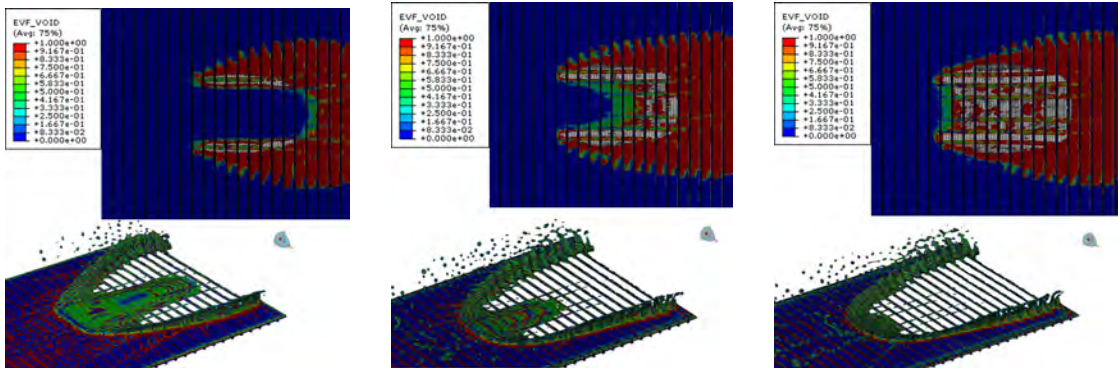 EVF_VOID
(Avg: 75%)
+1.000e+00
+9.167e-01
+8.333e-01
+7.500e-01
+6.667e-01
+5.833e-01
+5.000e-01
+4.167e-01
+3.333e-01
+2.500e-01
+1.667e-01
+8.333e-02
+0.000e+00
EVF_VOID
(Avg: 75%)
+1.000e+00
+9.167e-01
+8.333e-01
+7.500e-01
+6.667e-01
+5.833e-01
+5.000e-01
+4.167e-01
+3.333e-01
+2.500e-01
+1.667e-01
+8.333e-02
+0.000e+00
EVF_VOID
(Avg: 75%)
+1.000e+00
+9.167e-01
+8.333e-01
+7.500e-01
+6.667e-01
+5.833e-01
+5.000e-01
+4.167e-01
+3.333e-01
+2.500e-01
+1.667e-01
+8.333e-02
+0.000e+00